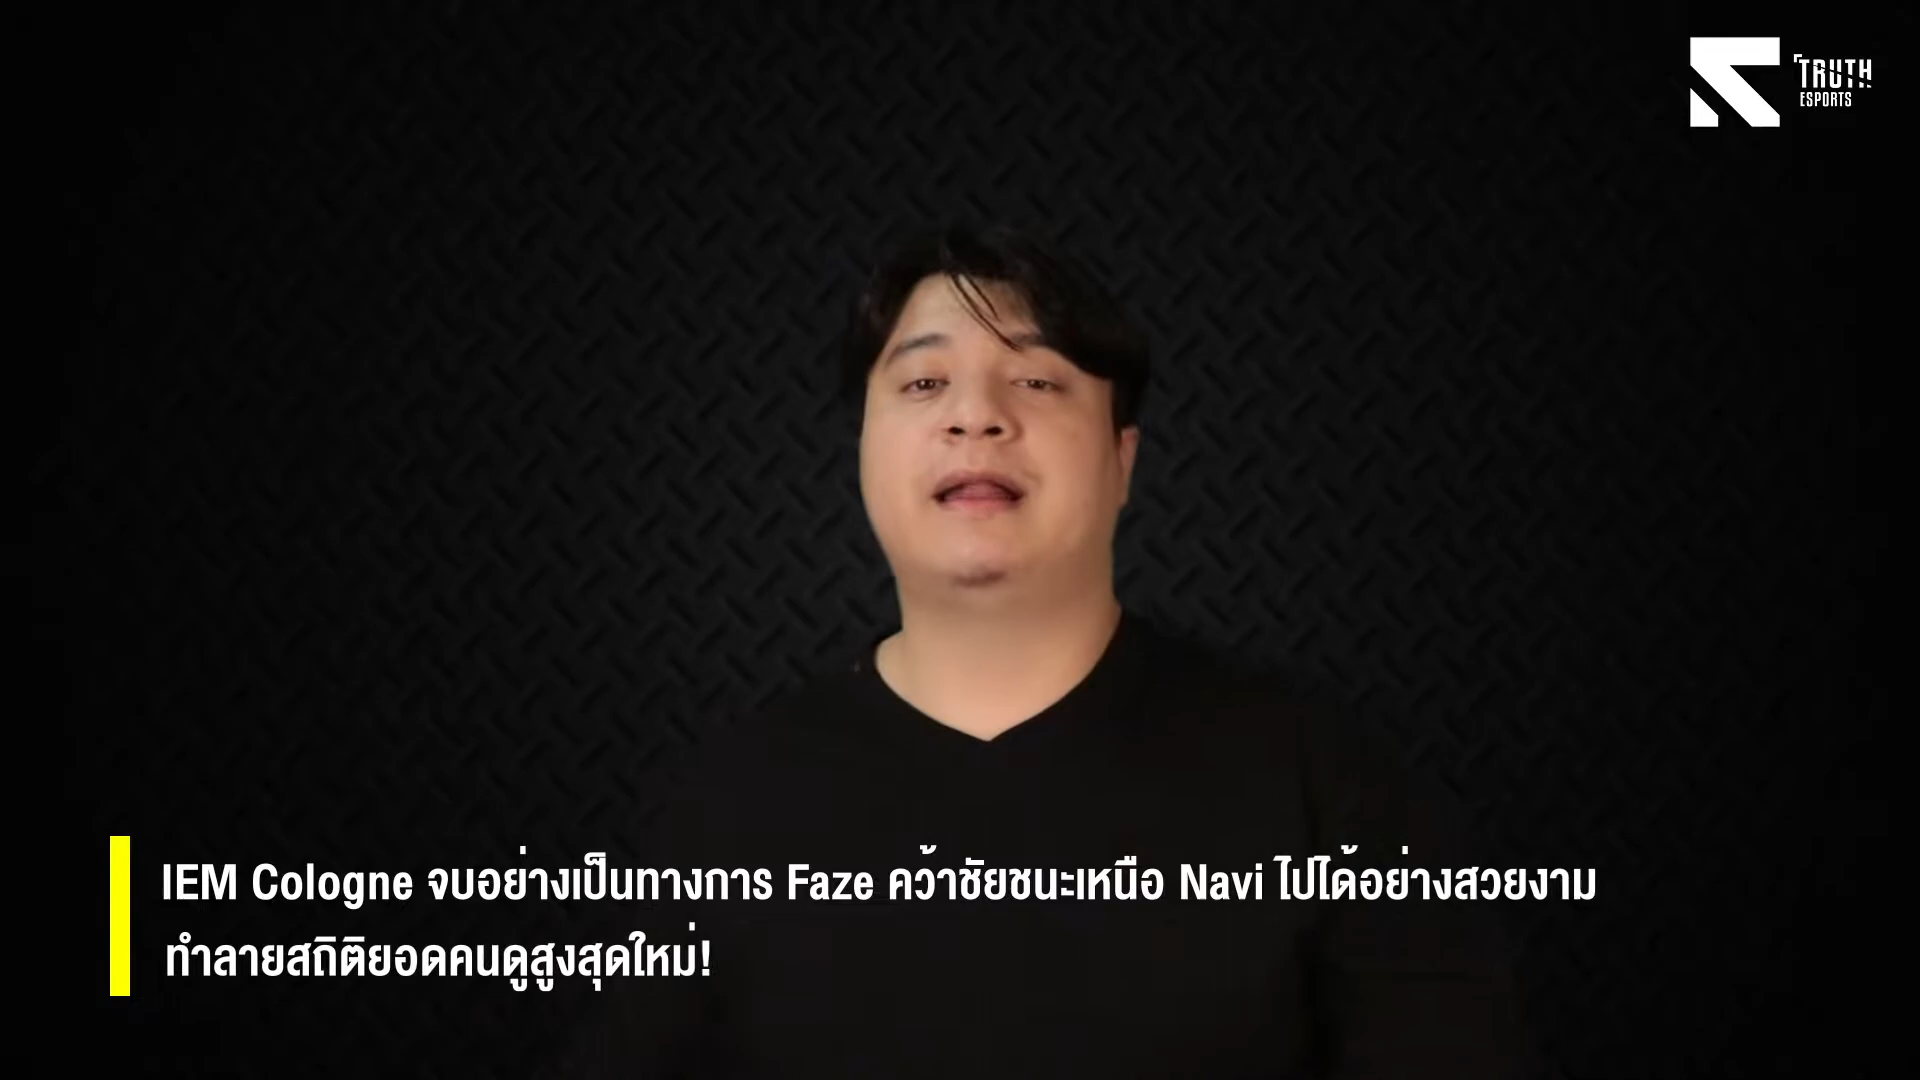 TRUTH
ESPORTS
IEM Cologne จบอย่างเป็นทางการ Faze คว้าชัยชนะเหนือ Navi ไปได้อย่างสวยงาม
ทำลายสถิติยอดคนดูสูงสุดใหม่!